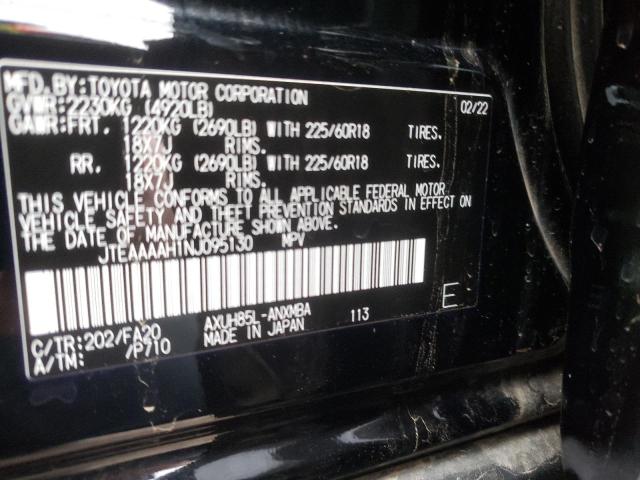 MFD.BY:TOYOTA MOTOR CORPORATION 02/22
GVWR:2230KG (4920LB)
GAWR:FRT. 1220KG (2690LB) WITH 225/60R18 TIRES.
18X7J RIMS.
RR. 1220KG (2690LB) WITH 225/60R18 TIRES.
18X7J RIMS.
THIS VEHICLE CONFORMS TO ALL APPLICABLE FEDERAL MOTOR
VEHICLE SAFETY AND THEFT PREVENTION STANDARDS IN EFFECT ON
THE DATE OF MANUFACTURE SHOWN ABOVE.
JTEAAAAH1NJ095130 MPV
E
C/TR:202/FA20 AXUH85L-ANXMBA 113
A/TM: /P710 MADE IN JAPAN